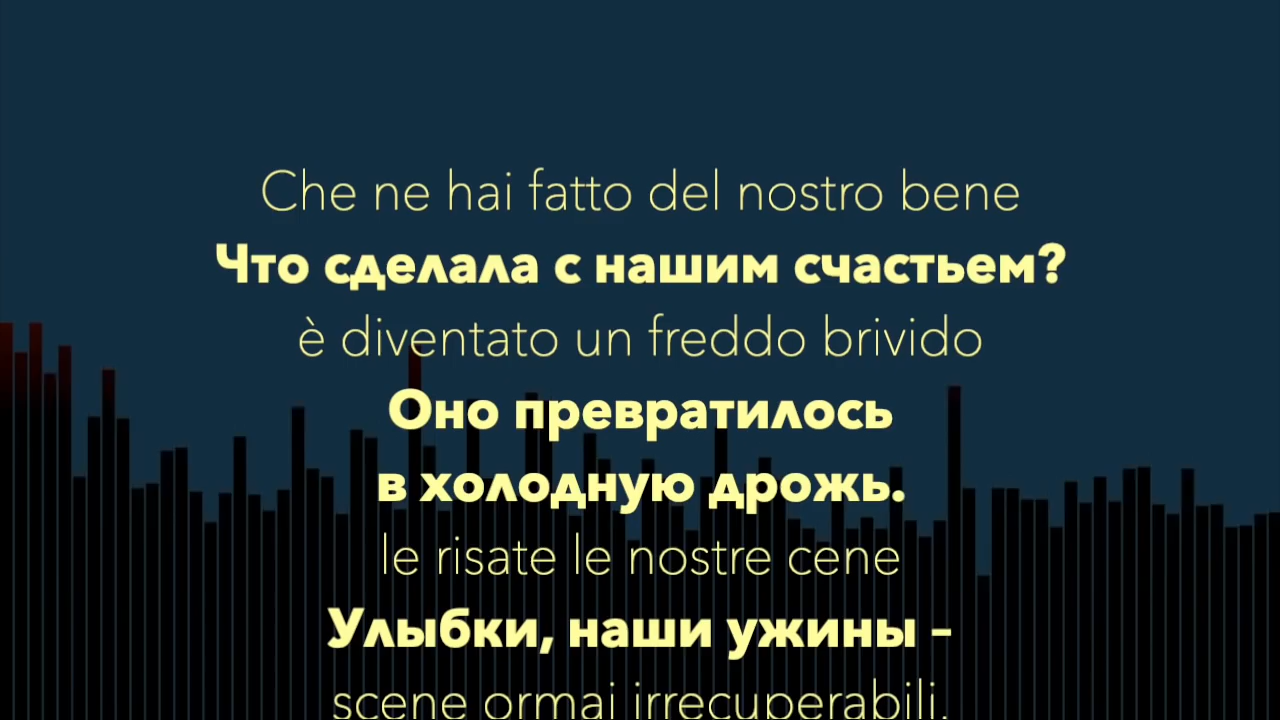 Che ne hai fatto del nostro bene
Что сделала с нашим счастьем?
è diventato un freddo brivido
Оно превратилось
в холодную дрожь.
le risate le nostre cene
Улыбки, наши ужины –
scene ormai irrecuperabili,